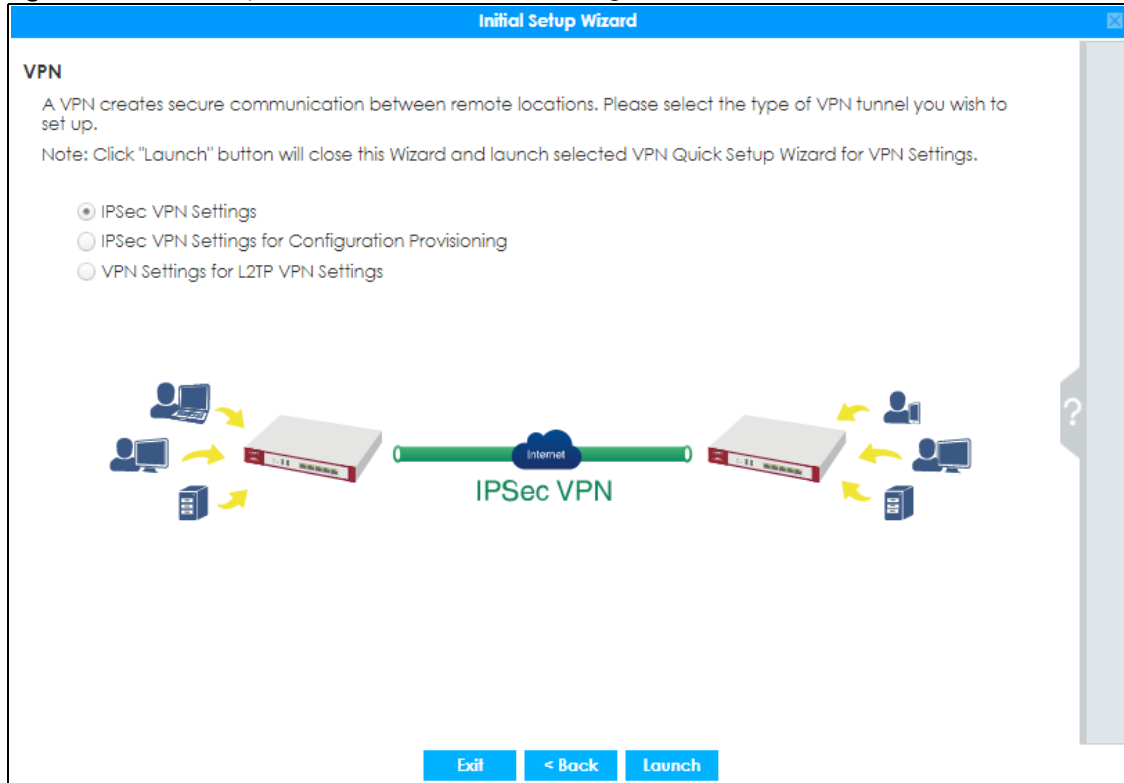 Initial Setup Wizard
VPN
A VPN creates secure communication between remote locations. Please select the type of VPN tunnel you wish to
set up.
Note: Click "Launch" button will close this Wizard and launch selected VPN Quick Setup Wizard for VPN Settings.
IPSec VPN Settings
IPSec VPN Settings for Configuration Provisioning
VPN Settings for L2TP VPN Settings
Internet
IPSec VPN
?
Exit
< Back
Launch